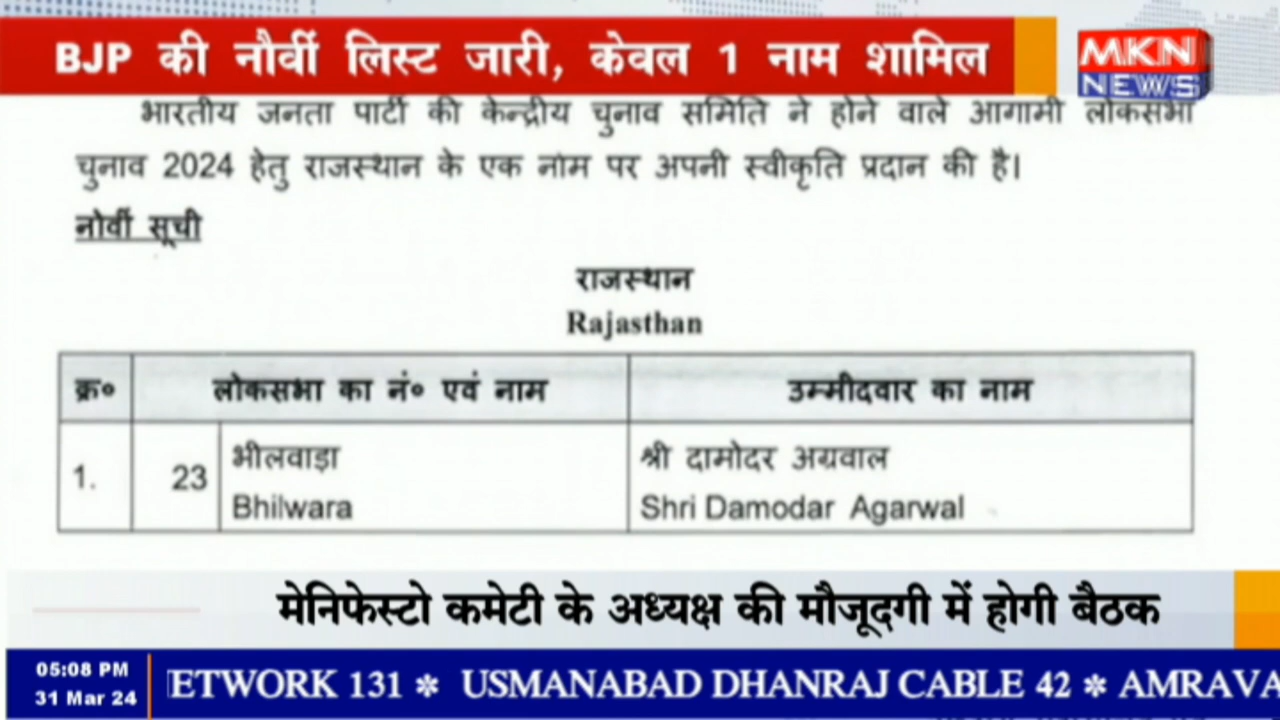 BJP की नौवीं लिस्ट जारी, केवल 1 नाम शामिल
MKN
NEWS
भारतीय जनता पार्टी की केन्द्रीय चुनाव समिति ने होने वाले आगामी लोकसभा
चुनाव 2024 हेतु राजस्थान के एक नाम पर अपनी स्वीकृति प्रदान की है।
नोवीं सूची
राजस्थान
Rajasthan
क्र० लोकसभा का नं० एवं नाम उम्मीदवार का नाम
1. 23 भीलवाड़ा श्री दामोदर अग्रवाल
Bhilwara Shri Damodar Agarwal
मेनिफेस्टो कमेटी के अध्यक्ष की मौजूदगी में होगी बैठक
05:08 PM
31 Mar 24
ETWORK 131 * USMANABAD DHANRAJ CABLE 42 * AMRAVA